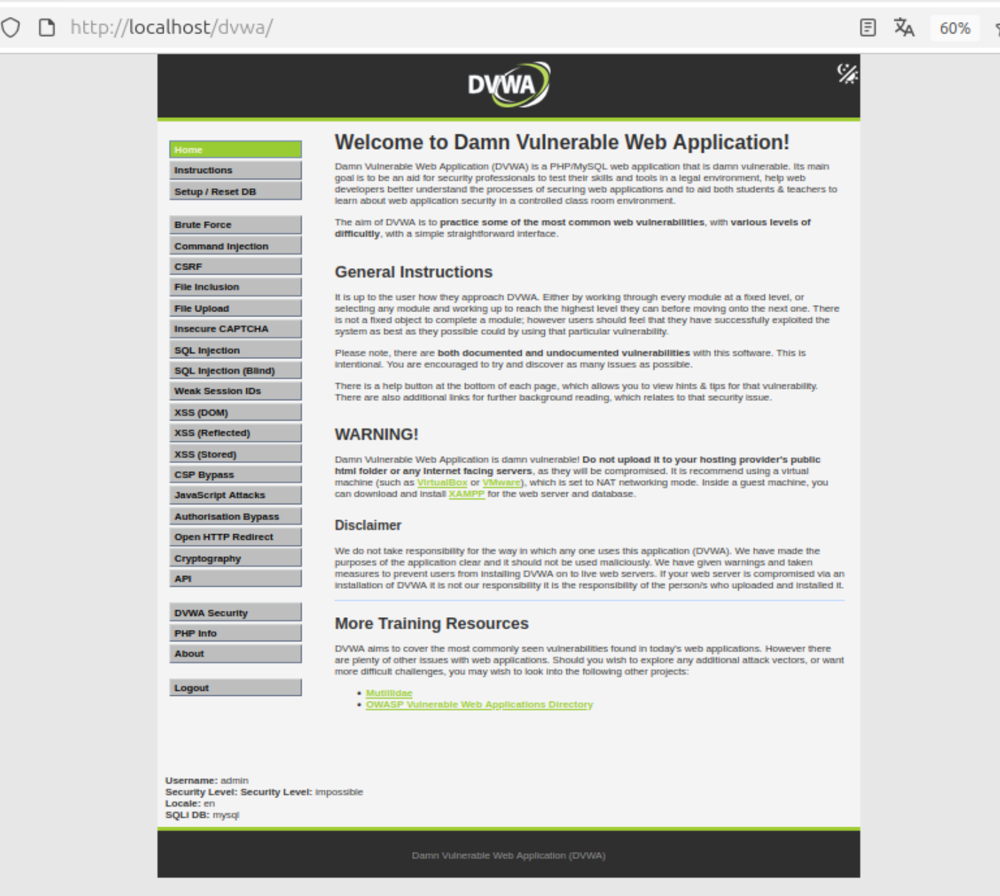 http://localhost/dvwa/
60%
DVWA
Home
Instructions
Setup / Reset DB
Brute Force
Command Injection
CSRF
File Inclusion
File Upload
Insecure CAPTCHA
SQL Injection
SQL Injection (Blind)
Weak Session IDs
XSS (DOM)
XSS (Reflected)
XSS (Stored)
CSP Bypass
JavaScript Attacks
Authorisation Bypass
Open HTTP Redirect
Cryptography
API
DVWA Security
PHP Info
About
Logout
Welcome to Damn Vulnerable Web Application!
Damn Vulnerable Web Application (DVWA) is a PHP/MySQL web application that is damn vulnerable. Its main
goal is to be an aid for security professionals to test their skills and tools in a legal environment, help web
developers better understand the processes of securing web applications and to aid both students & teachers to
learn about web application security in a controlled class room environment.
The aim of DVWA is to practice some of the most common web vulnerabilities, with various levels of
difficultly, with a simple straightforward interface.
General Instructions
It is up to the user how they approach DVWA. Either by working through every module at a fixed level, or
selecting any module and working up to reach the highest level they can before moving onto the next one. There
is not a fixed object to complete a module; however users should feel that they have successfully exploited the
system as best as they possible could by using that particular vulnerability.
Please note, there are both documented and undocumented vulnerabilities with this software. This is
intentional. You are encouraged to try and discover as many issues as possible.
There is a help button at the bottom of each page, which allows you to view hints & tips for that vulnerability.
There are also additional links for further background reading, which relates to that security issue.
WARNING!
Damn Vulnerable Web Application is damn vulnerable! Do not upload it to your hosting provider's public
html folder or any Internet facing servers, as they will be compromised. It is recommend using a virtual
machine (such as VirtualBox or VMware), which is set to NAT networking mode. Inside a guest machine, you
can download and install XAMPP for the web server and database.
Disclaimer
We do not take responsibility for the way in which any one uses this application (DVWA). We have made the
purposes of the application clear and it should not be used maliciously. We have given warnings and taken
measures to prevent users from installing DVWA on to live web servers. If your web server is compromised via an
installation of DVWA it is not our responsibility it is the responsibility of the person/s who uploaded and installed it.
More Training Resources
DVWA aims to cover the most commonly seen vulnerabilities found in today's web applications. However there
are plenty of other issues with web applications. Should you wish to explore any additional attack vectors, or want
more difficult challenges, you may wish to look into the following other projects:
• Mutillidae
• OWASP Vulnerable Web Applications Directory
Username: admin
Security Level: Security Level: impossible
Locale: en
SQLi DB: mysql
Damn Vulnerable Web Application (DVWA)